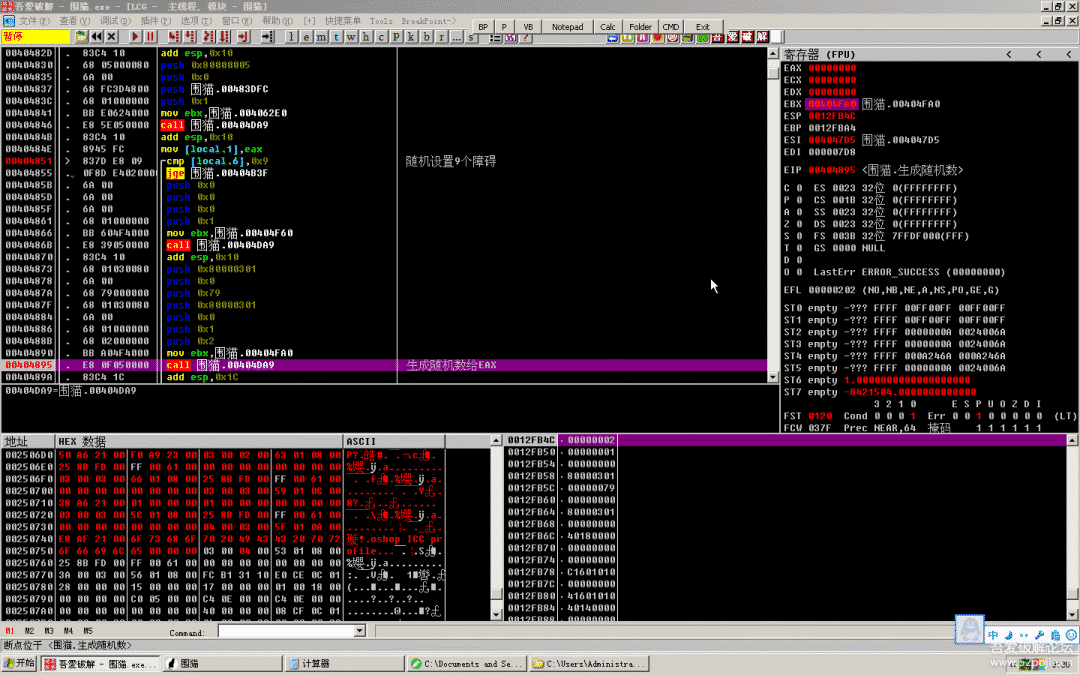 吾爱破解 - 围猫.exe - [LCG - 主线程, 模块 - 围猫]
文件(F) 查看(V) 调试(D) 插件(P) 选项(T) 窗口(W) 帮助(H) [+] 快捷菜单 Tools BreakPoint->
BP P VB Notepad Calc Folder CMD Exit
暂停
l e m t w h c p k b r ... s
吾 爱 破 解
0040482D . 83C4 10 add esp,0x10
00404830 . 68 05000080 push 0x80000005
00404835 . 6A 00 push 0x0
00404837 . 68 FC3D4800 push 围猫.00483DFC
0040483C . 68 01000000 push 0x1
00404841 . BB E0624000 mov ebx,围猫.004062E0
00404846 . E8 5E050000 call 围猫.00404DA9
0040484B . 83C4 10 add esp,0x10
0040484E . 8945 FC mov [local.1],eax
00404851 > 837D E8 09 cmp [local.6],0x9 随机设置9个障碍
00404855 . 0F8D E4020000 jge 围猫.00404B3F
0040485B . 6A 00 push 0x0
0040485D . 6A 00 push 0x0
0040485F . 6A 00 push 0x0
00404861 . 68 01000000 push 0x1
00404866 . BB 604F4000 mov ebx,围猫.00404F60
0040486B . E8 39050000 call 围猫.00404DA9
00404870 . 83C4 10 add esp,0x10
00404873 . 68 01030080 push 0x80000301
00404878 . 6A 00 push 0x0
0040487A . 68 79000000 push 0x79
0040487F . 68 01030080 push 0x80000301
00404884 . 6A 00 push 0x0
00404886 . 68 01000000 push 0x1
0040488B . 68 02000000 push 0x2
00404890 . BB A04F4000 mov ebx,围猫.00404FA0
00404895 . E8 0F050000 call 围猫.00404DA9 生成随机数给EAX
0040489A . 83C4 1C add esp,0x1C
00404DA9=围猫.00404DA9
寄存器 (FPU) < < <
EAX 00000000
ECX 00000000
EDX 00000000
EBX 00404FA0 围猫.00404FA0
ESP 0012FB4C
EBP 0012FBA4
ESI 004047D5 围猫.004047D5
EDI 000007D8
EIP 00404895 <围猫.生成随机数>
C 0 ES 0023 32位 0(FFFFFFFF)
P 0 CS 001B 32位 0(FFFFFFFF)
A 0 SS 0023 32位 0(FFFFFFFF)
Z 0 DS 0023 32位 0(FFFFFFFF)
S 0 FS 003B 32位 7FFDF000(FFF)
T 0 GS 0000 NULL
D 0
O 0 LastErr ERROR_SUCCESS (00000000)
EFL 00000202 (NO,NB,NE,A,NS,PO,GE,G)
ST0 empty -??? FFFF 00FF00FF 00FF00FF
ST1 empty -??? FFFF 00FF00FF 00FF00FF
ST2 empty -??? FFFF 0000000A 0024006A
ST3 empty -??? FFFF 0000000A 0024006A
ST4 empty -??? FFFF 000A246A 000A246A
ST5 empty -??? FFFF 0000000A 0024006A
ST6 empty 1.0000000000000000000
ST7 empty -8421504.000000000000
3 2 1 0 E S P U O Z D I
FST 0120 Cond 0 0 0 1 Err 0 0 1 0 0 0 0 0 (LT)
FCW 037F Prec NEAR,64 掩码 1 1 1 1 1 1
地址 HEX 数据 ASCII
002506D0 50 A6 21 00 F0 A9 23 00 03 00 02 00 63 01 08 00
002506E0 25 8B FD 00 FF 00 61 00 00 00 00 00 00 00 00 00
002506F0 03 00 03 00 66 01 08 00 25 8B FD 00 FF 00 61 00
00250700 00 00 00 00 00 00 00 00 03 00 03 00 59 01 0C 00
00250710 38 A6 21 00 01 00 00 00 01 00 00 00 00 00 00 00
00250720 03 00 03 00 5C 01 08 00 25 8B FD 00 FF 00 61 00
00250730 00 00 00 00 00 00 00 00 04 00 03 00 5F 01 0A 00
00250740 E8 AF 21 00 6F 73 68 6F 70 20 49 43 43 20 70 72
00250750 6F 66 69 6C 65 00 00 00 03 00 04 00 53 01 08 00
00250760 25 8B FD 00 FF 00 61 00 00 00 00 00 00 00 00 00
00250770 3A 00 03 00 56 01 08 00 FC B1 31 10 E0 CE 0C 01
00250780 28 00 00 00 15 00 00 00 17 00 00 00 01 00 18 00
00250790 00 00 00 00 C0 05 00 00 C4 0E 00 00 C4 0E 00 00
002507A0 00 00 00 00 00 00 00 00 40 00 00 00 08 CF 0C 01
0012FB4C 00000002
0012FB50 00000001
0012FB54 00000000
0012FB58 80000301
0012FB5C 00000079
0012FB60 00000000
0012FB64 80000301
0012FB68 00000000
0012FB6C 40180000
0012FB70 00000000
0012FB74 00000000
0012FB78 C1601010
0012FB7C 00000000
0012FB80 41601010
0012FB84 40140000
0012FB88 00000000
M1 M2 M3 M4 M5 Command:
断点位于 <围猫.生成随机数>
中
开始 吾爱破解 - 围猫.exe... 围猫 计算器 C:\Documents and Se... C:\Users\Administra...
吾爱破解论坛
www.52pojie.cn